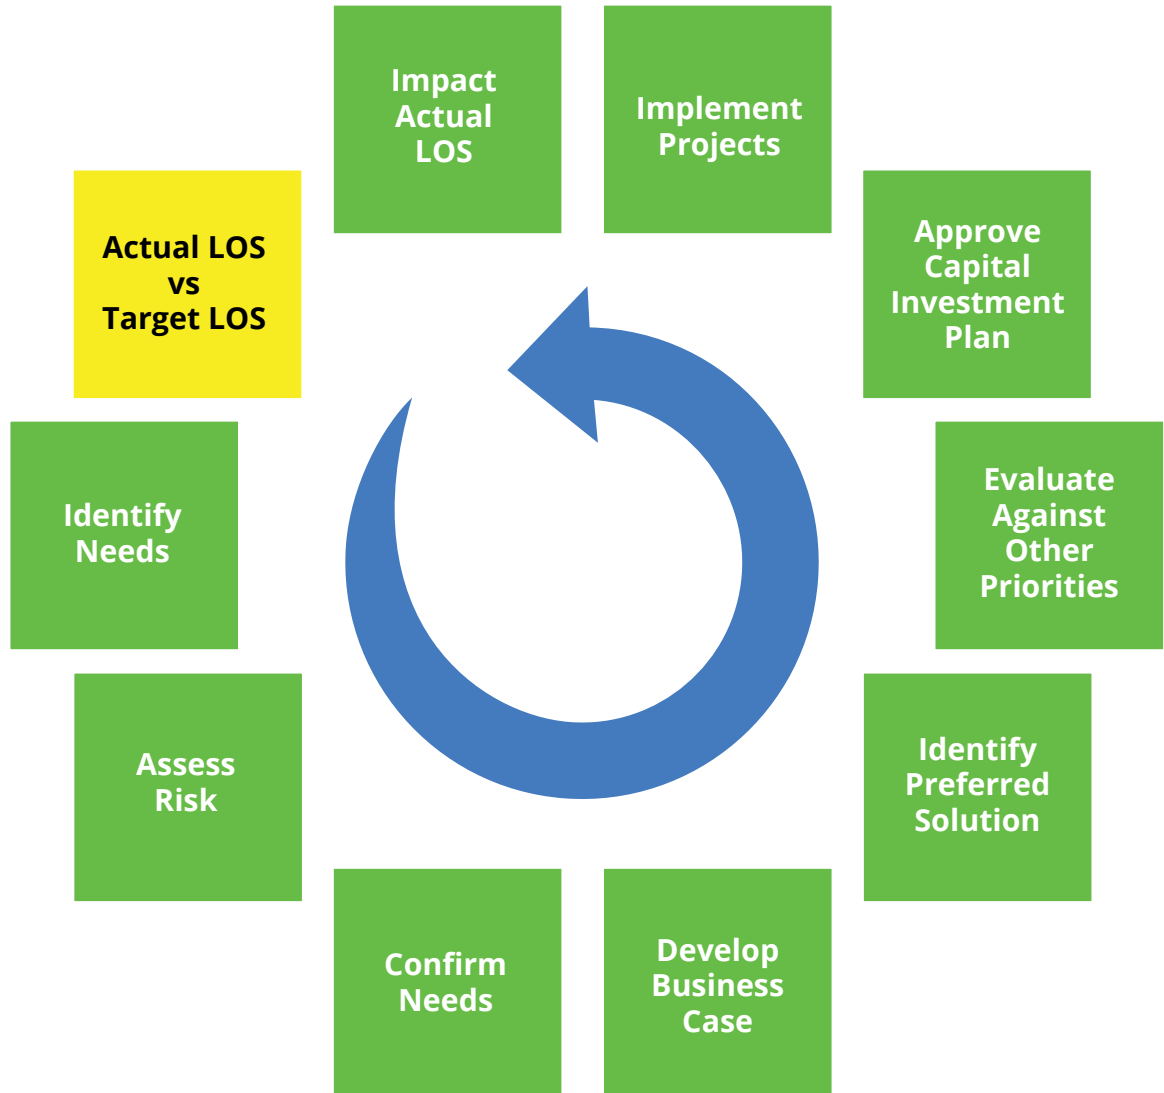 Impact
Actual
LOS
Implement
Projects
Approve
Capital
Investment
Plan
Actual LOS
vs
Target LOS
Identify
Needs
Evaluate
Against
Other
Priorities
Assess
Risk
Identify
Preferred
Solution
Confirm
Needs
Develop
Business
Case